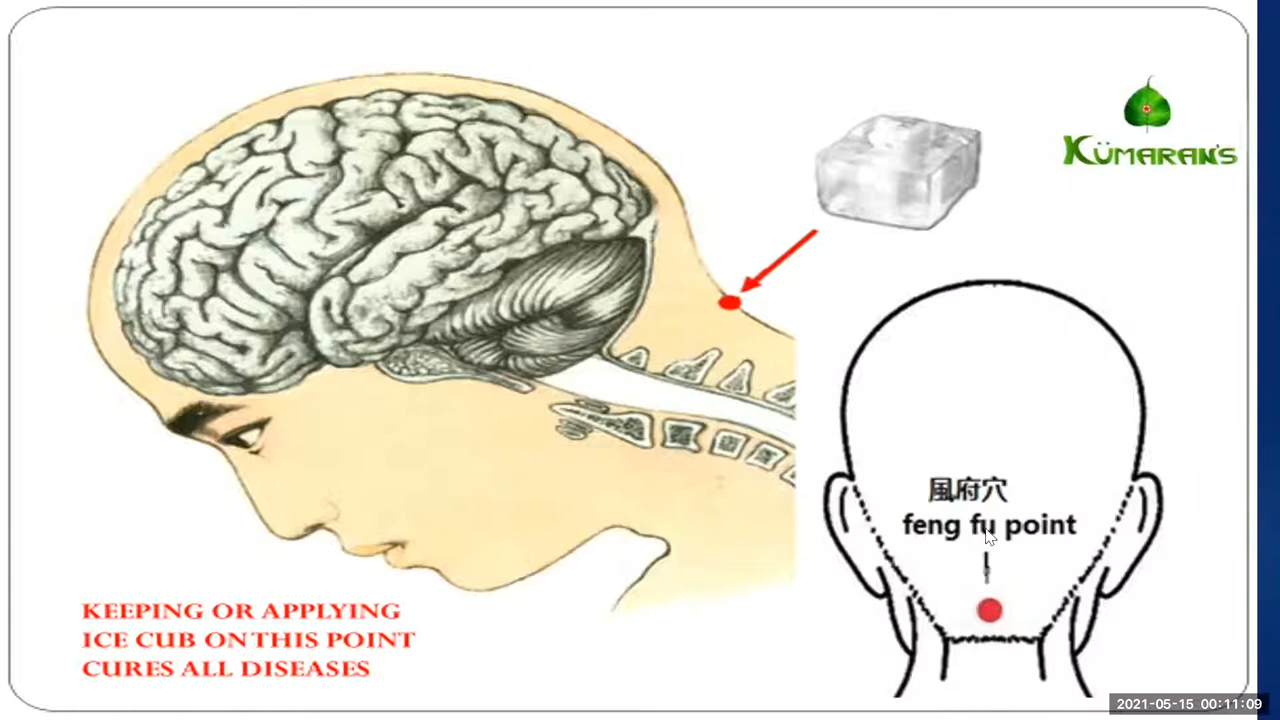 KÜMARAN'S
風府穴
feng fu point
KEEPING OR APPLYING
ICE CUB ON THIS POINT
CURES ALL DISEASES
2021-05-15 00:11:09